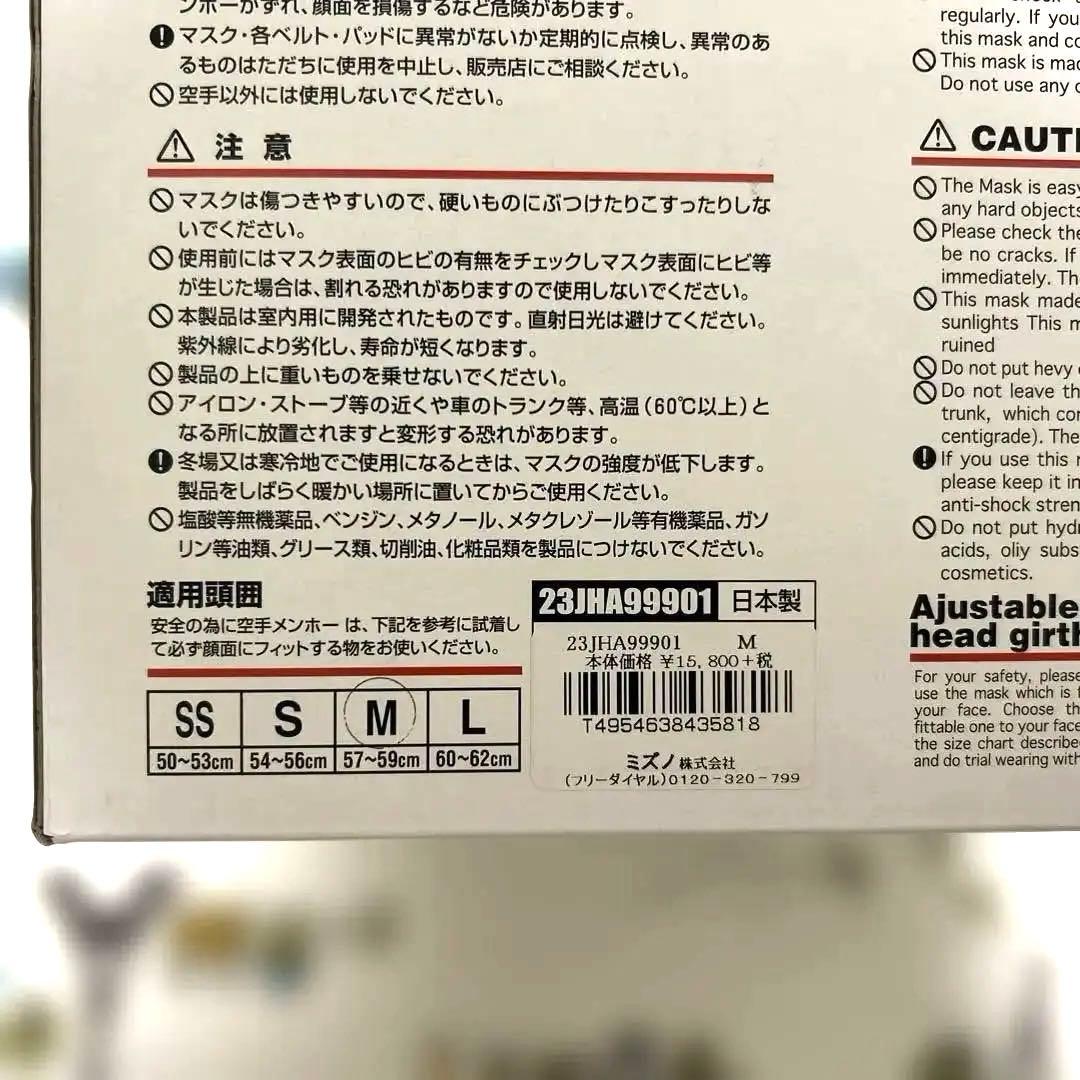 ンホーがずれ、顔面を損傷するなど危険があります。
マスク・各ベルト・パッドに異常がないか定期的に点検し、異常のあ
るものはただちに使用を中止し、販売店にご相談ください。
空手以外には使用しないでください。
注 意
マスクは傷つきやすいので、硬いものにぶつけたりこすったりしな
いでください。
使用前にはマスク表面のヒビの有無をチェックしマスク表面にヒビ等
が生じた場合は、割れる恐れがありますので使用しないでください。
本製品は室内用に開発されたものです。直射日光は避けてください。
紫外線により劣化し、寿命が短くなります。
製品の上に重いものを乗せないでください。
アイロン・ストーブ等の近くや車のトランク等、高温(60℃以上)と
なる所に放置されますと変形する恐れがあります。
冬場又は寒冷地でご使用になるときは、マスクの強度が低下します。
製品をしばらく暖かい場所に置いてからご使用ください。
塩酸等無機薬品、ベンジン、メタノール、メタクレゾール等有機薬品、ガソ
リン等油類、グリース類、切削油、化粧品類を製品につけないでください。
適用頭囲
安全の為に空手メンホー は、下記を参考に試着し
て必ず顔面にフィットする物をお使いください。
SS S M L
50~53cm 54~56cm 57~59cm 60~62cm
23JHA99901 日本製
23JHA99901 M
本体価格 ¥15,800+税
T4954638435818
ミズノ株式会社
(フリーダイヤル)0120-320-799
regularly. If you
this mask and
This mask is
Do not use any
CAUTI
The Mask is easy
any hard objects
Please check the
be no cracks. If
immediately.
This mask made
sunlights This
ruined
Do not put hevy
Do not leave
trunk, which
centigrade).
If you use this
please keep it in
anti-shock
Do not put
acids, oliy
cosmetics.
Ajustable
head girth
For your safety, please
use the mask which is
your face. Choose
fittable one to your face
the size chart
and do trial wearing